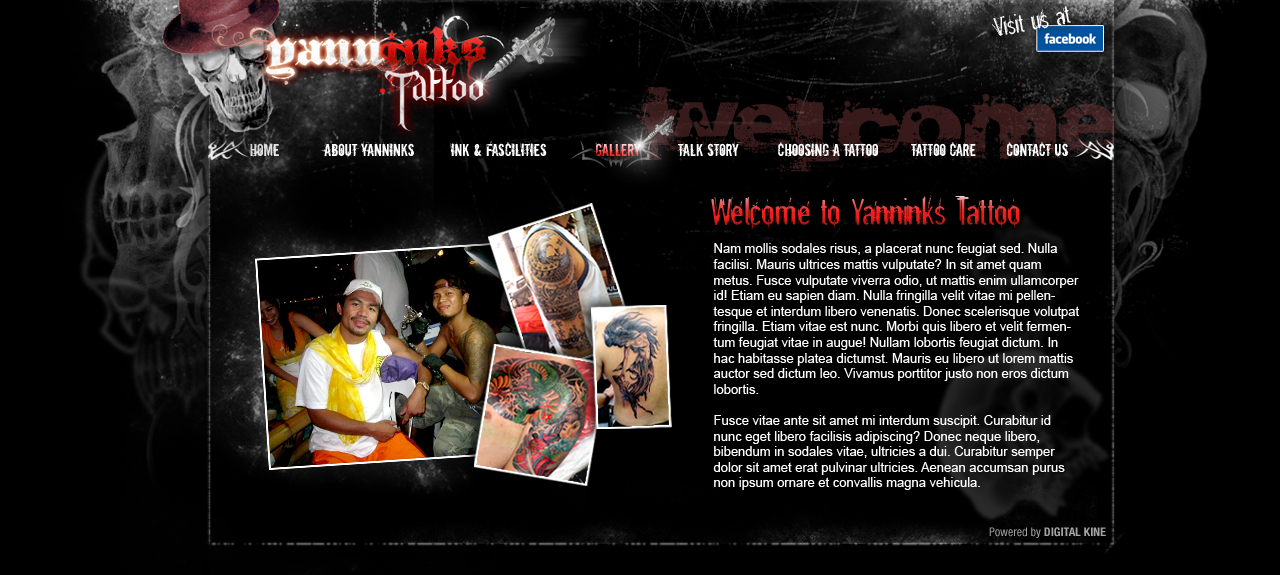 Visit us at
facebook
yanninks
Tattoo
Welcome
HOME ABOUT YANNINKS INK & FASCILITIES GALLERY TALK STORY CHOOSING A TATTOO TATTOO CARE CONTACT US
Welcome to Yanninks Tattoo
Nam mollis sodales risus, a placerat nunc feugiat sed. Nulla
facilisi. Mauris ultrices mattis vulputate? In sit amet quam
metus. Fusce vulputate viverra odio, ut mattis enim ullamcorper
id! Etiam eu sapien diam. Nulla fringilla velit vitae mi pellen-
tesque et interdum libero venenatis. Donec scelerisque volutpat
fringilla. Etiam vitae est nunc. Morbi quis libero et velit fermen-
tum feugiat vitae in augue! Nullam lobortis feugiat dictum. In
hac habitasse platea dictumst. Mauris eu libero ut lorem mattis
auctor sed dictum leo. Vivamus porttitor justo non eros dictum
lobortis.
Fusce vitae ante sit amet mi interdum suscipit. Curabitur id
nunc eget libero facilisis adipiscing? Donec neque libero,
bibendum in sodales vitae, ultricies a dui. Curabitur semper
dolor sit amet erat pulvinar ultricies. Aenean accumsan purus
non ipsum ornare et convallis magna vehicula.
Powered by DIGITAL KINE